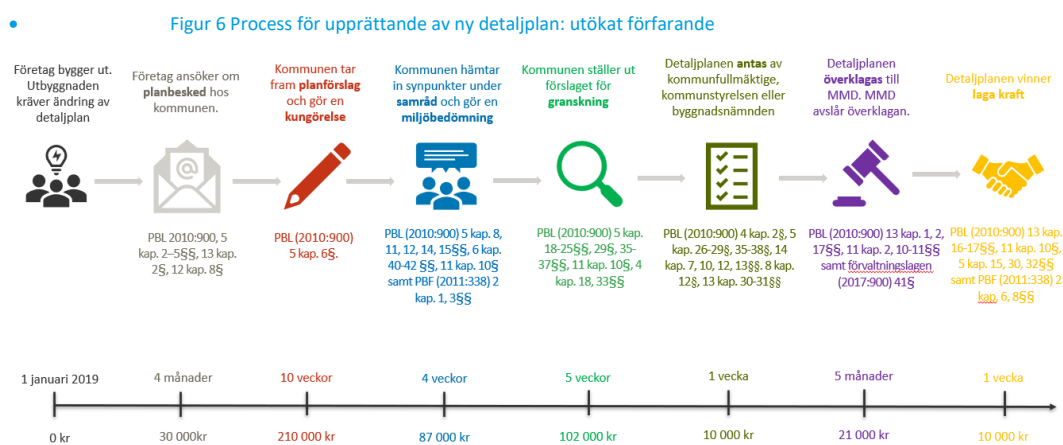 Figur 6 Process för upprättande av ny detaljplan: utökat förfarande
Företag bygger ut.
Utbyggnaden
kräver ändring av
detaljplan
Företag ansöker om
planbesked hos
kommunen.
Kommunen tar
fram planförslag
och gör en
kungörelse
Kommunen hämtar
in synpunkter under
samråd och gör en
miljöbedömning
Kommunen ställer ut
förslaget för
granskning
Detaljplanen antas av
kommunfullmäktige,
kommunstyrelsen eller
byggnadsnämnden
Detaljplanen
överklagas till
MMD. MMD
avslår överklagan.
Detaljplanen vinner
laga kraft
PBL 2010:900, 5
kap. 2–5§§, 13 kap.
2§, 12 kap. 8§
PBL (2010:900)
5 kap. 6§.
PBL (2010:900) 5 kap. 8,
11, 12, 14, 15§§, 6 kap.
40-42 §§, 11 kap. 10§
samt PBF (2011:338) 2
kap. 1, 3§§
PBL (2010:900) 5 kap.
18-25§§, 29§, 35-
37§§, 11 kap. 10§, 4
kap. 18, 33§§
PBL (2010:900) 4 kap. 2§, 5
kap. 26-29§, 35-38§, 14
kap. 7, 10, 12, 13§§. 8 kap.
12§, 13 kap. 30-31§§
PBL (2010:900) 13 kap. 1, 2,
17§§, 11 kap. 2, 10-11§§
samt förvaltningslagen
(2017:900) 41§
PBL (2010:900) 13 kap.
16-17§§, 11 kap. 10§,
5 kap. 15, 30, 32§§
samt PBF (2011:338) 2
kap. 6, 8§§
1 januari 2019
4 månader
10 veckor
4 veckor
5 veckor
1 vecka
5 månader
1 vecka
0 kr
30 000kr
210 000 kr
87 000 kr
102 000 kr
10 000 kr
21 000 kr
10 000 kr